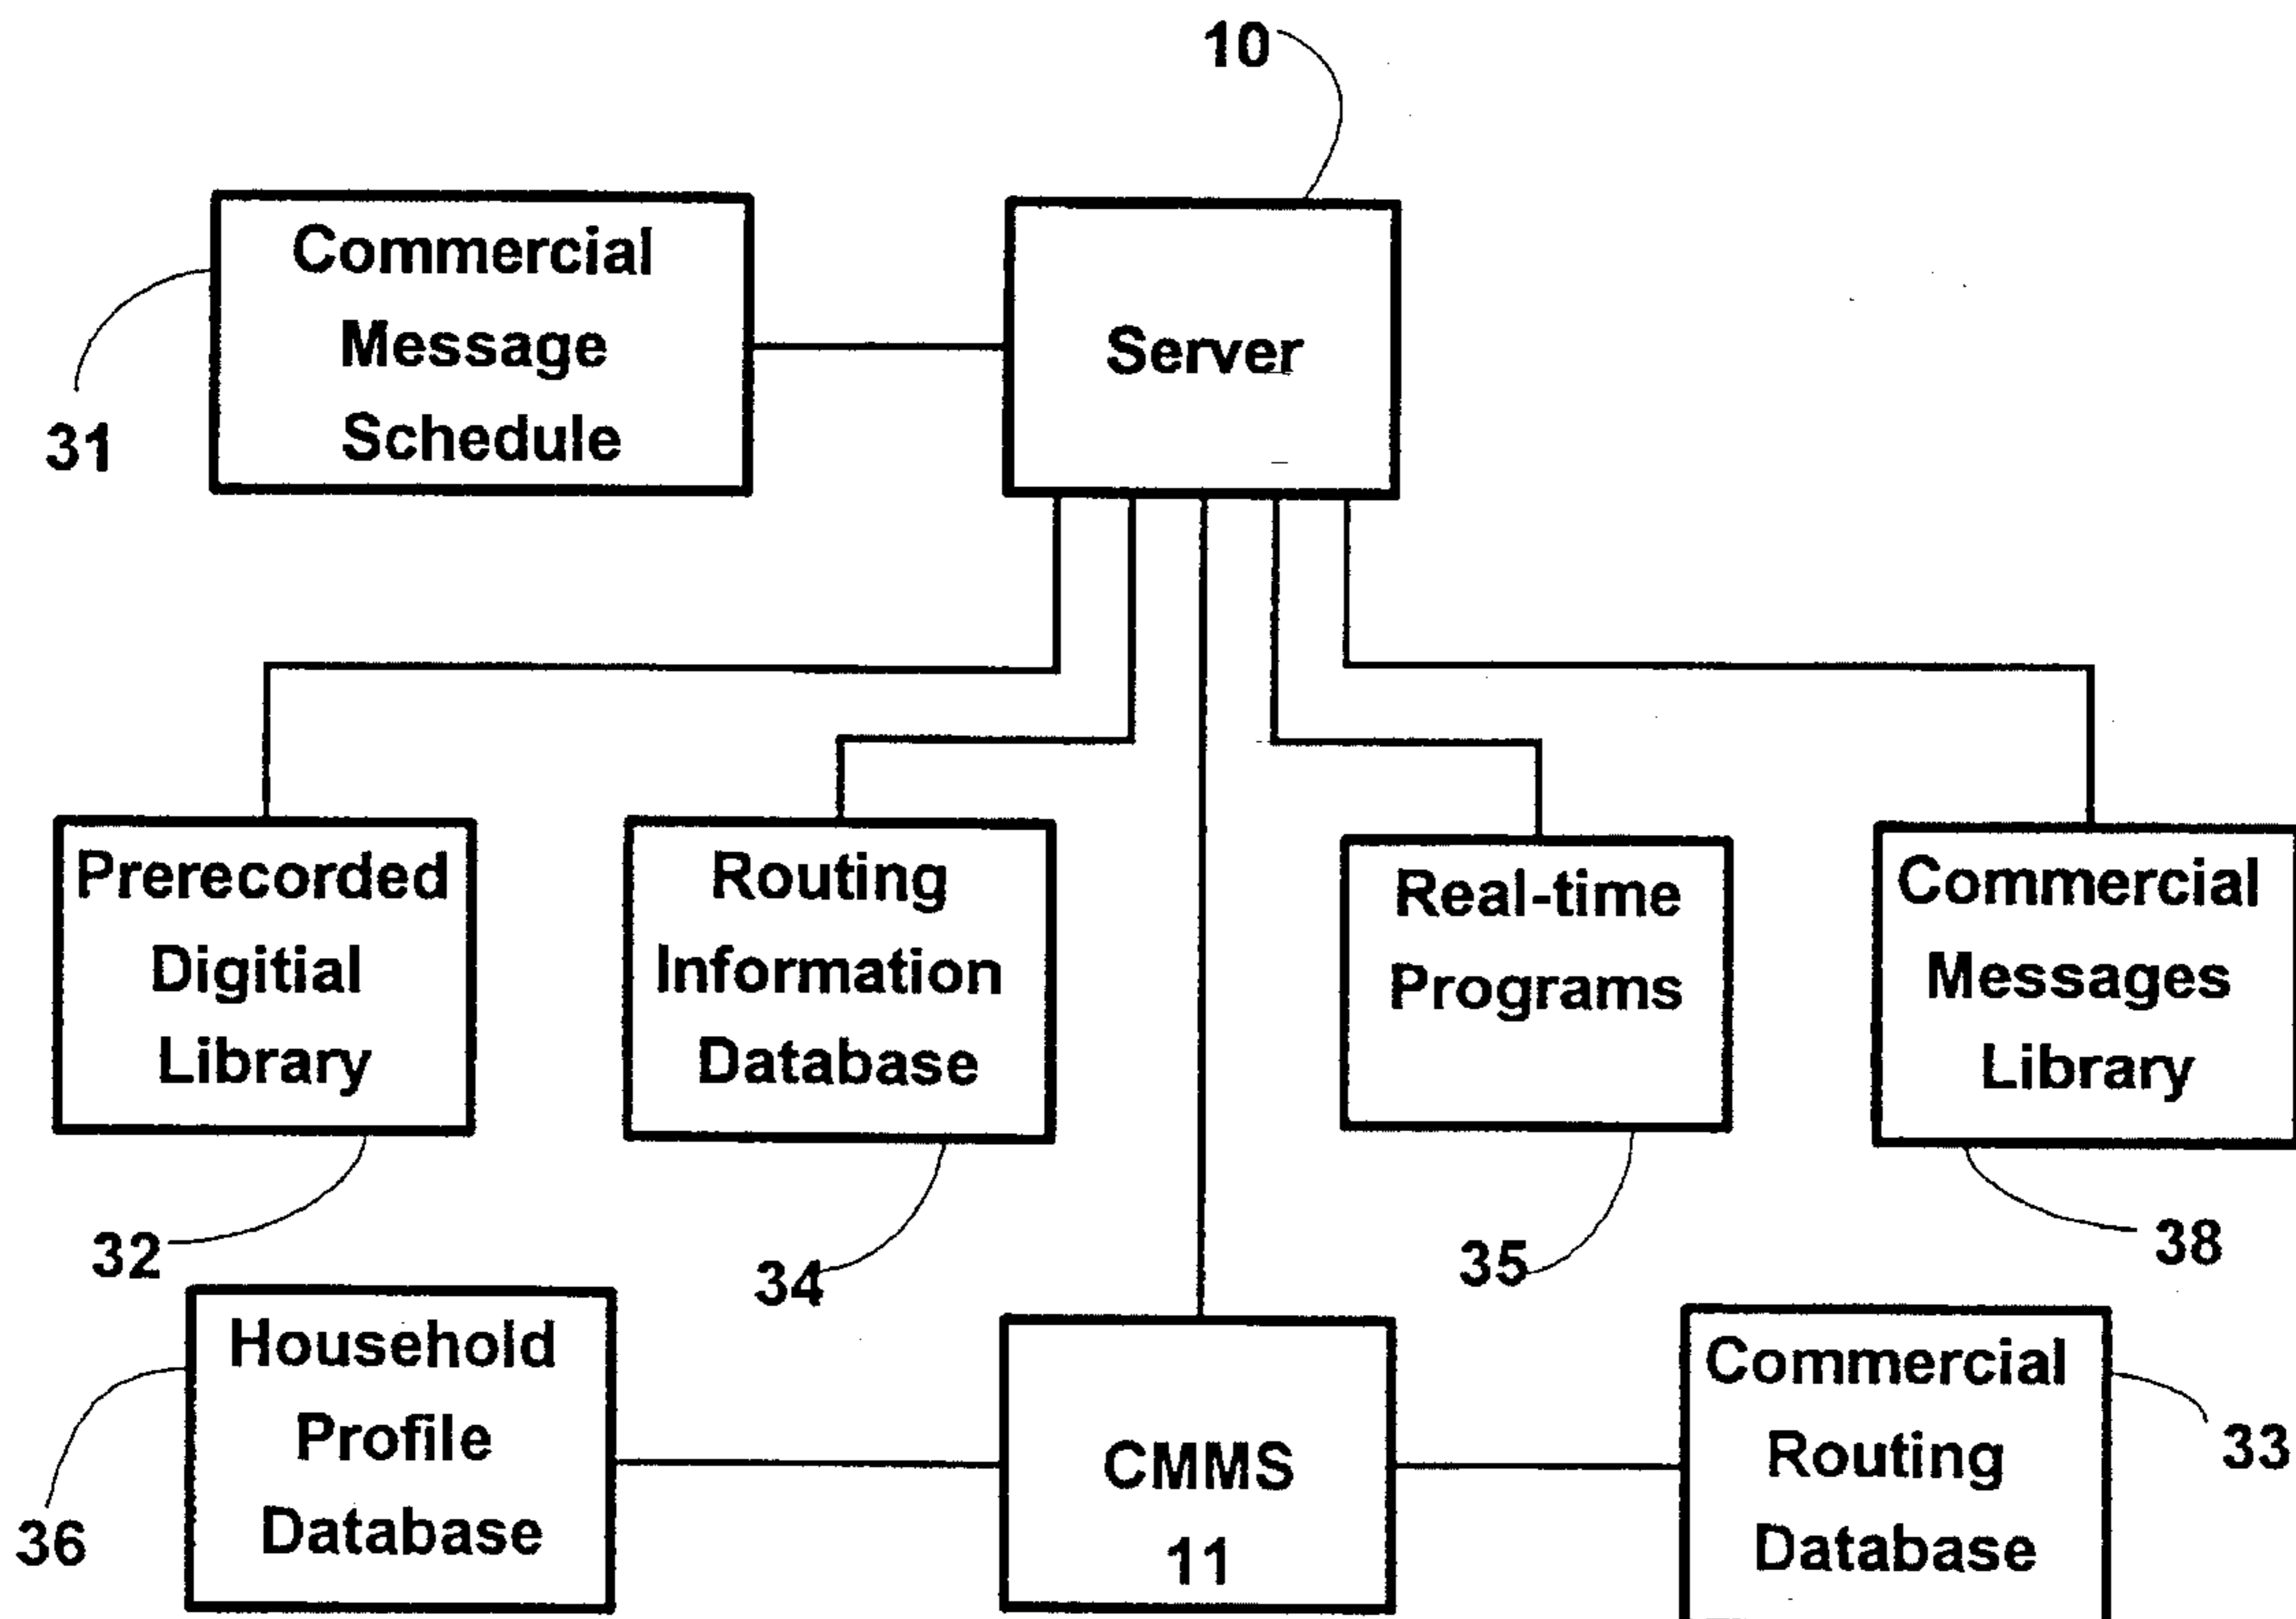 10
Commercial
Message
Schedule
31
Server
Prerecorded
Digitial
Library
32
Routing
Information
Database
34
Real-time
Programs
35
Commercial
Messages
Library
38
Household
Profile
Database
36
CMMS
11
Commercial
Routing
Database
33